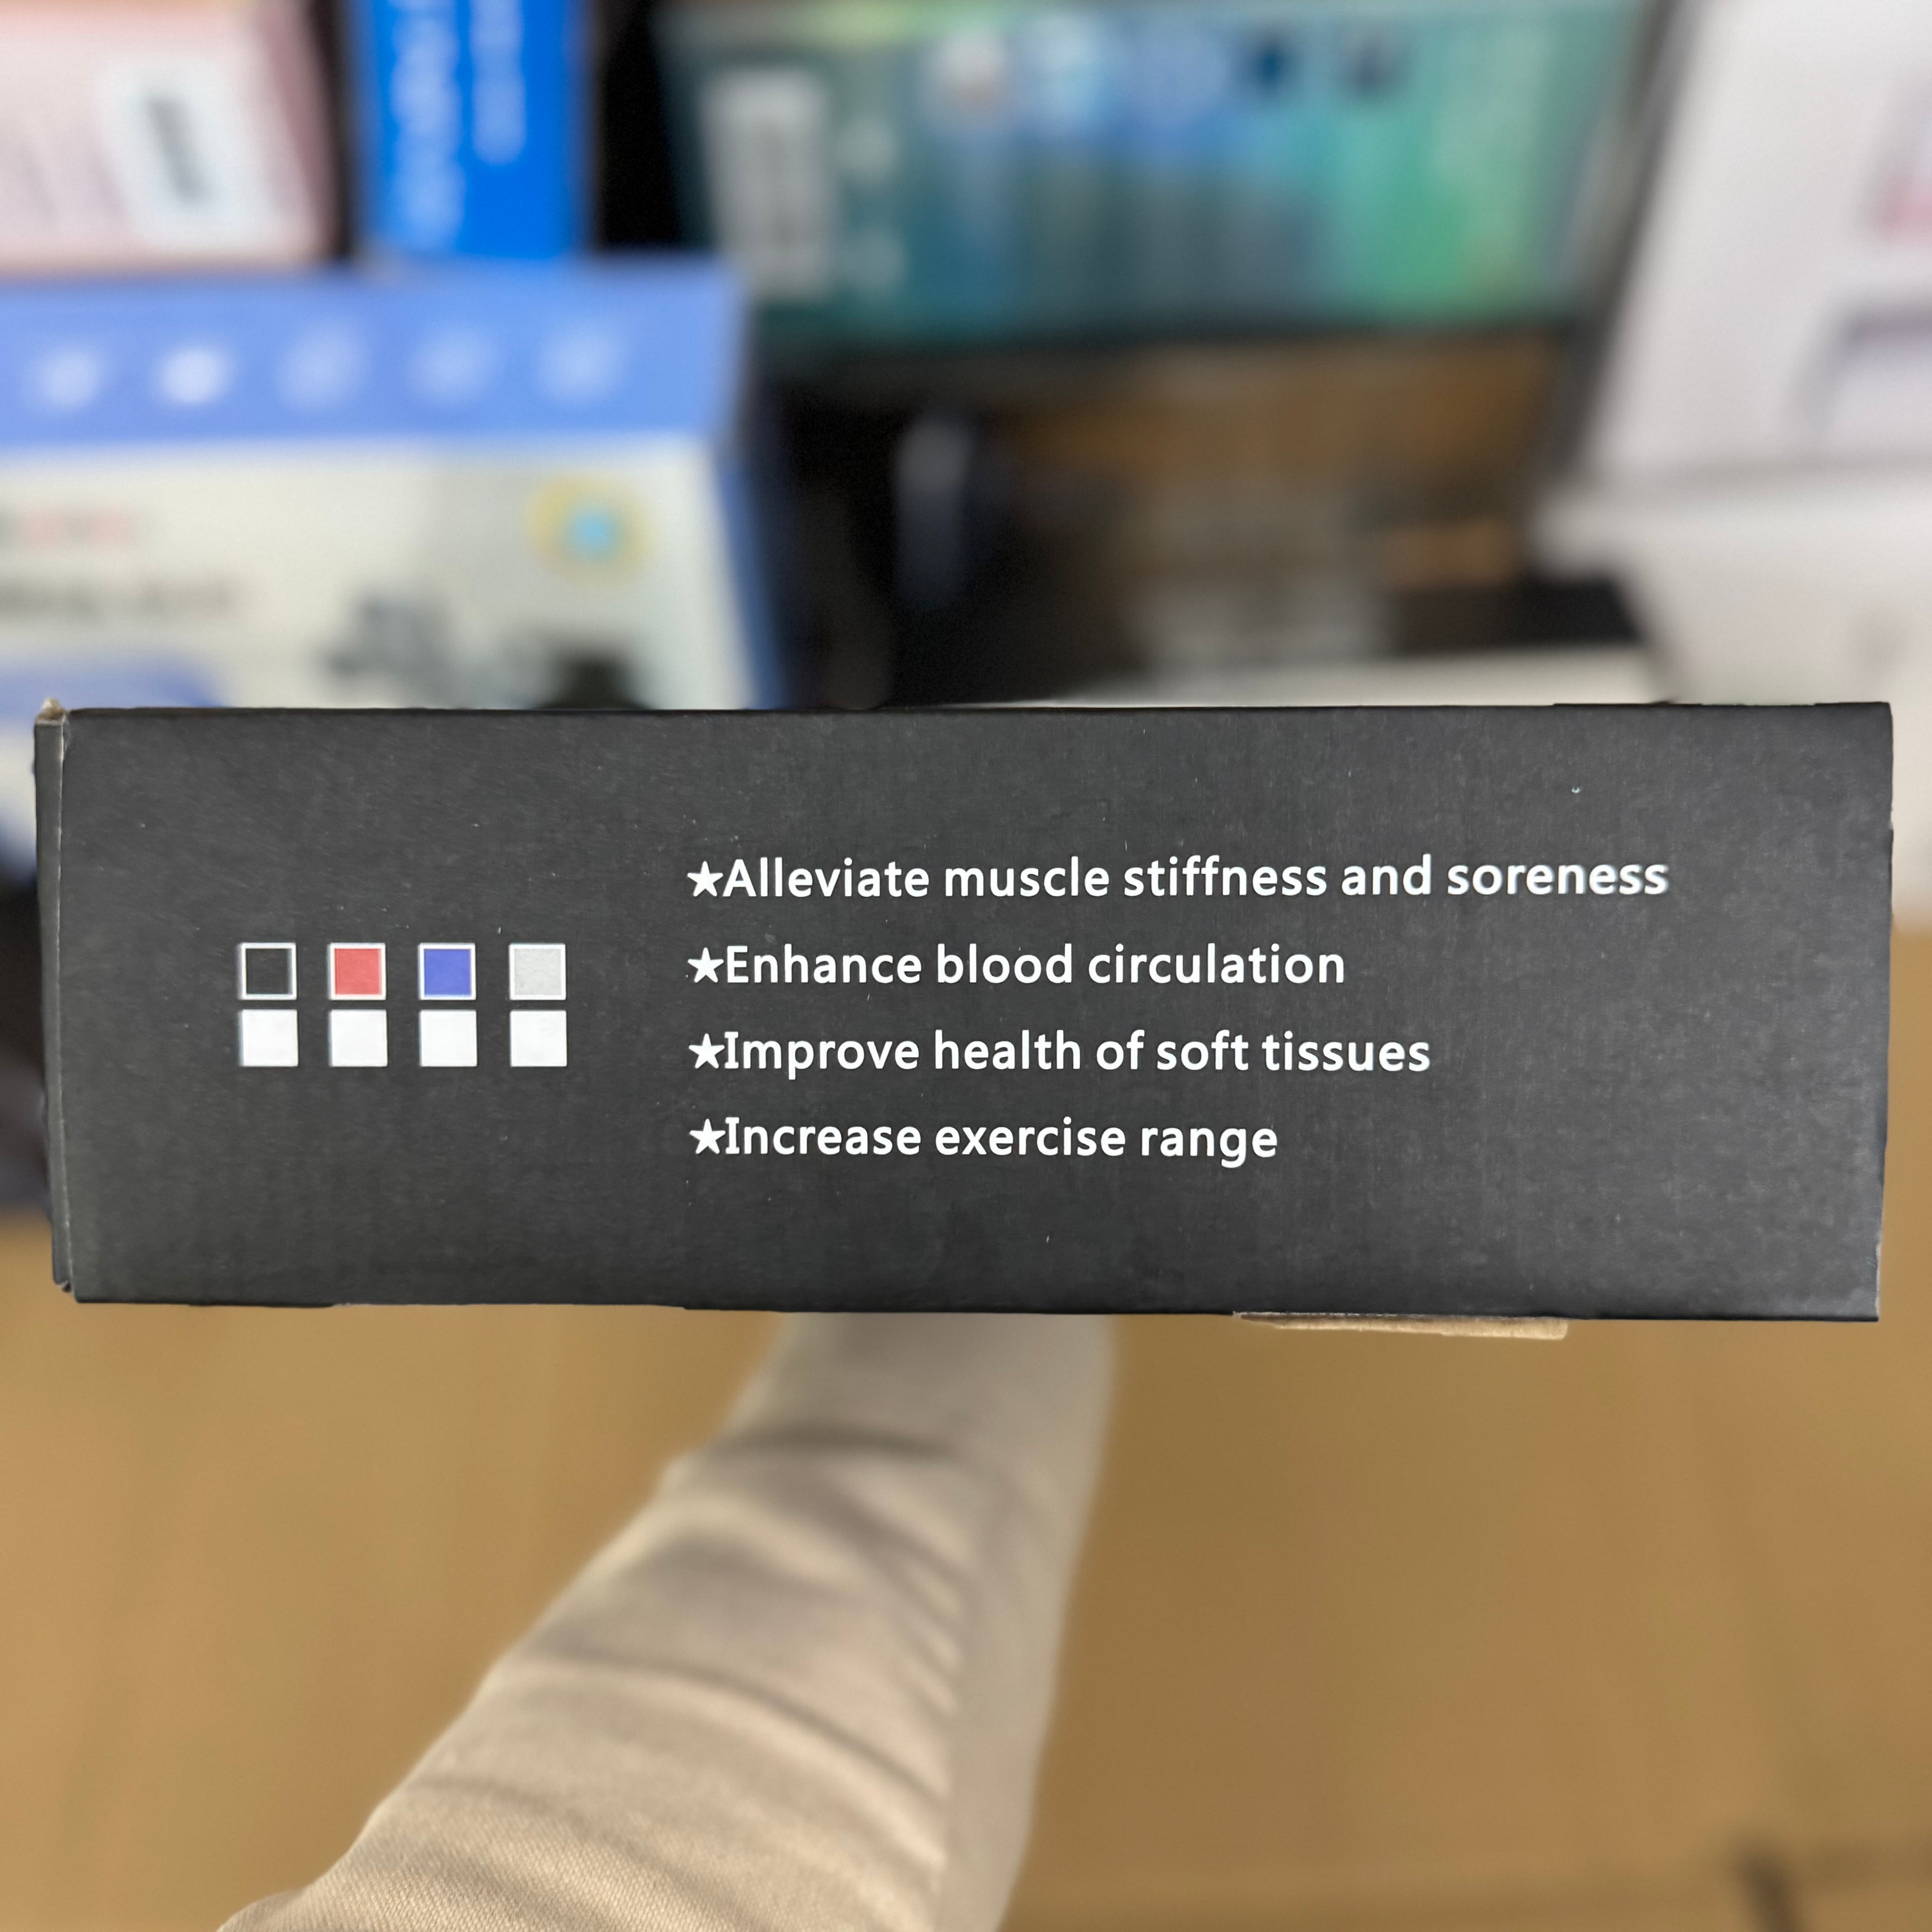 ★Alleviate muscle stiffness and soreness
★Enhance blood circulation
★Improve health of soft tissues
★Increase exercise range